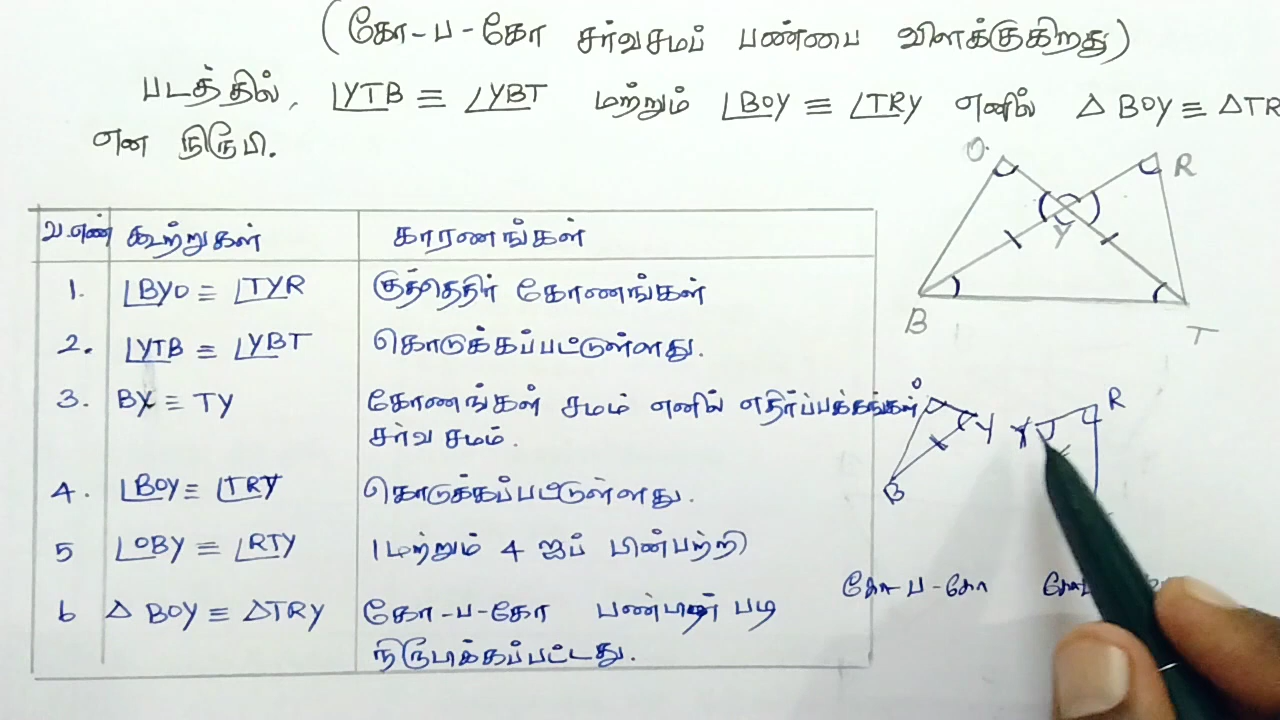 (கோ-ப-கோ சர்வசமப் பண்பை விளக்குகிறது)
படத்தில், ∠YTB ≡ ∠YBT மற்றும் ∠BOY ≡ ∠TRY எனில் △ BOY ≡ △TR
என நிரூபி.
O
R
Y
B
T
வ.எண் கூற்றுகள் காரணங்கள்
1. ∠BYO ≡ ∠TYR குத்தெதிர் கோணங்கள்
2. ∠YTB ≡ ∠YBT கொடுக்கப்பட்டுள்ளது.
3. BY ≡ TY கோணங்கள் சமம் எனில் எதிர்ப்பக்கங்கள்
சர்வ சமம்.
4. ∠BOY ≡ ∠TRY கொடுக்கப்பட்டுள்ளது.
5 ∠OBY ≡ ∠RTY 1 மற்றும் 4 ஐப் பின்பற்றி
6 △ BOY ≡ △TRY கோ-ப-கோ படி
நிரூபிக்கப்பட்டது.
O
Y
B
Y
R
கோ-ப-கோ